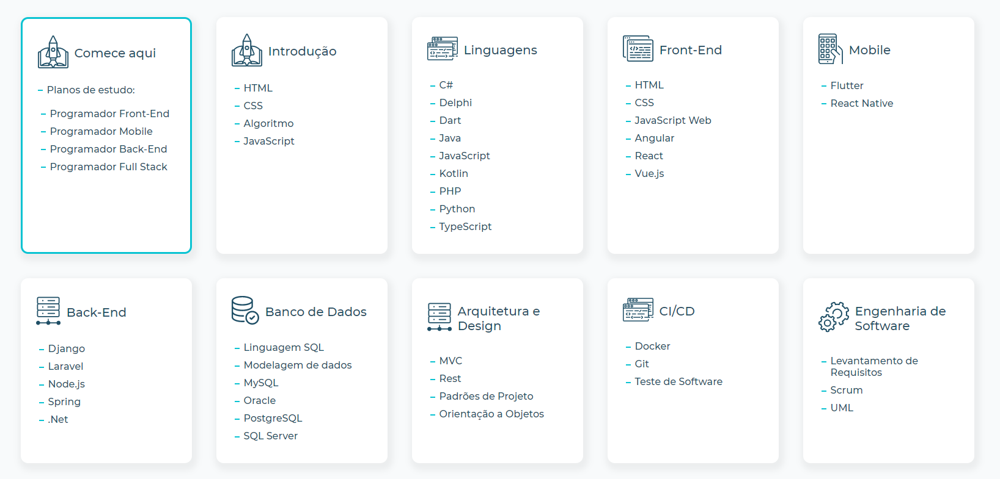 Comece aqui
– Planos de estudo:
– Programador Front-End
– Programador Mobile
– Programador Back-End
– Programador Full Stack
Introdução
– HTML
– CSS
– Algoritmo
– JavaScript
Linguagens
– C#
– Delphi
– Dart
– Java
– JavaScript
– Kotlin
– PHP
– Python
– TypeScript
Front-End
– HTML
– CSS
– JavaScript Web
– Angular
– React
– Vue.js
Mobile
– Flutter
– React Native
Back-End
– Django
– Laravel
– Node.js
– Spring
– .Net
Banco de Dados
– Linguagem SQL
– Modelagem de dados
– MySQL
– Oracle
– PostgreSQL
– SQL Server
Arquitetura e
Design
– MVC
– Rest
– Padrões de Projeto
– Orientação a Objetos
CI/CD
– Docker
– Git
– Teste de Software
Engenharia de
Software
– Levantamento de
Requisitos
– Scrum
– UML